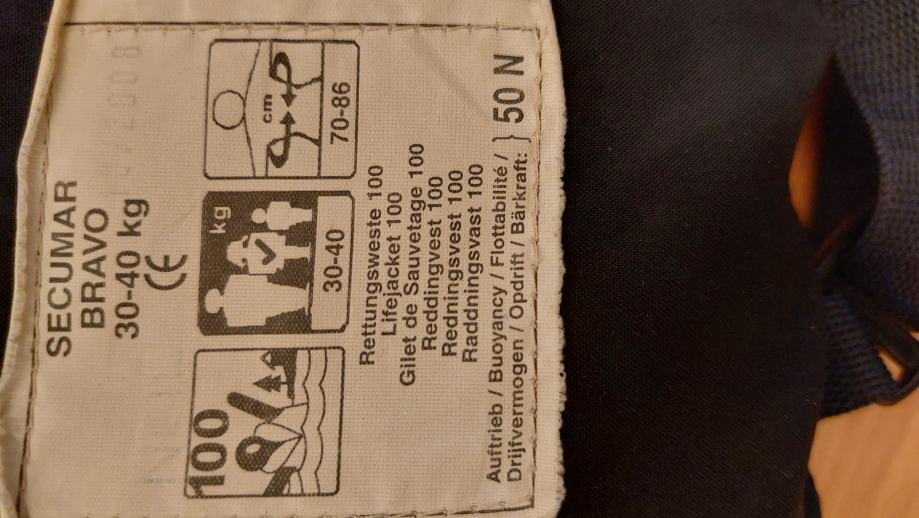 SECUMAR
BRAVO
30-40 kg
CE
100
kg
30-40
cm
70-86
Rettungsweste 100
Lifejacket 100
Gilet de Sauvetage 100
Reddingvest 100
Redningsvest 100
Raddningsvast 100
Auftrieb / Buoyancy / Flottabilité /
Drijfvermogen / Opdrift / Bärkraft: } 50 N